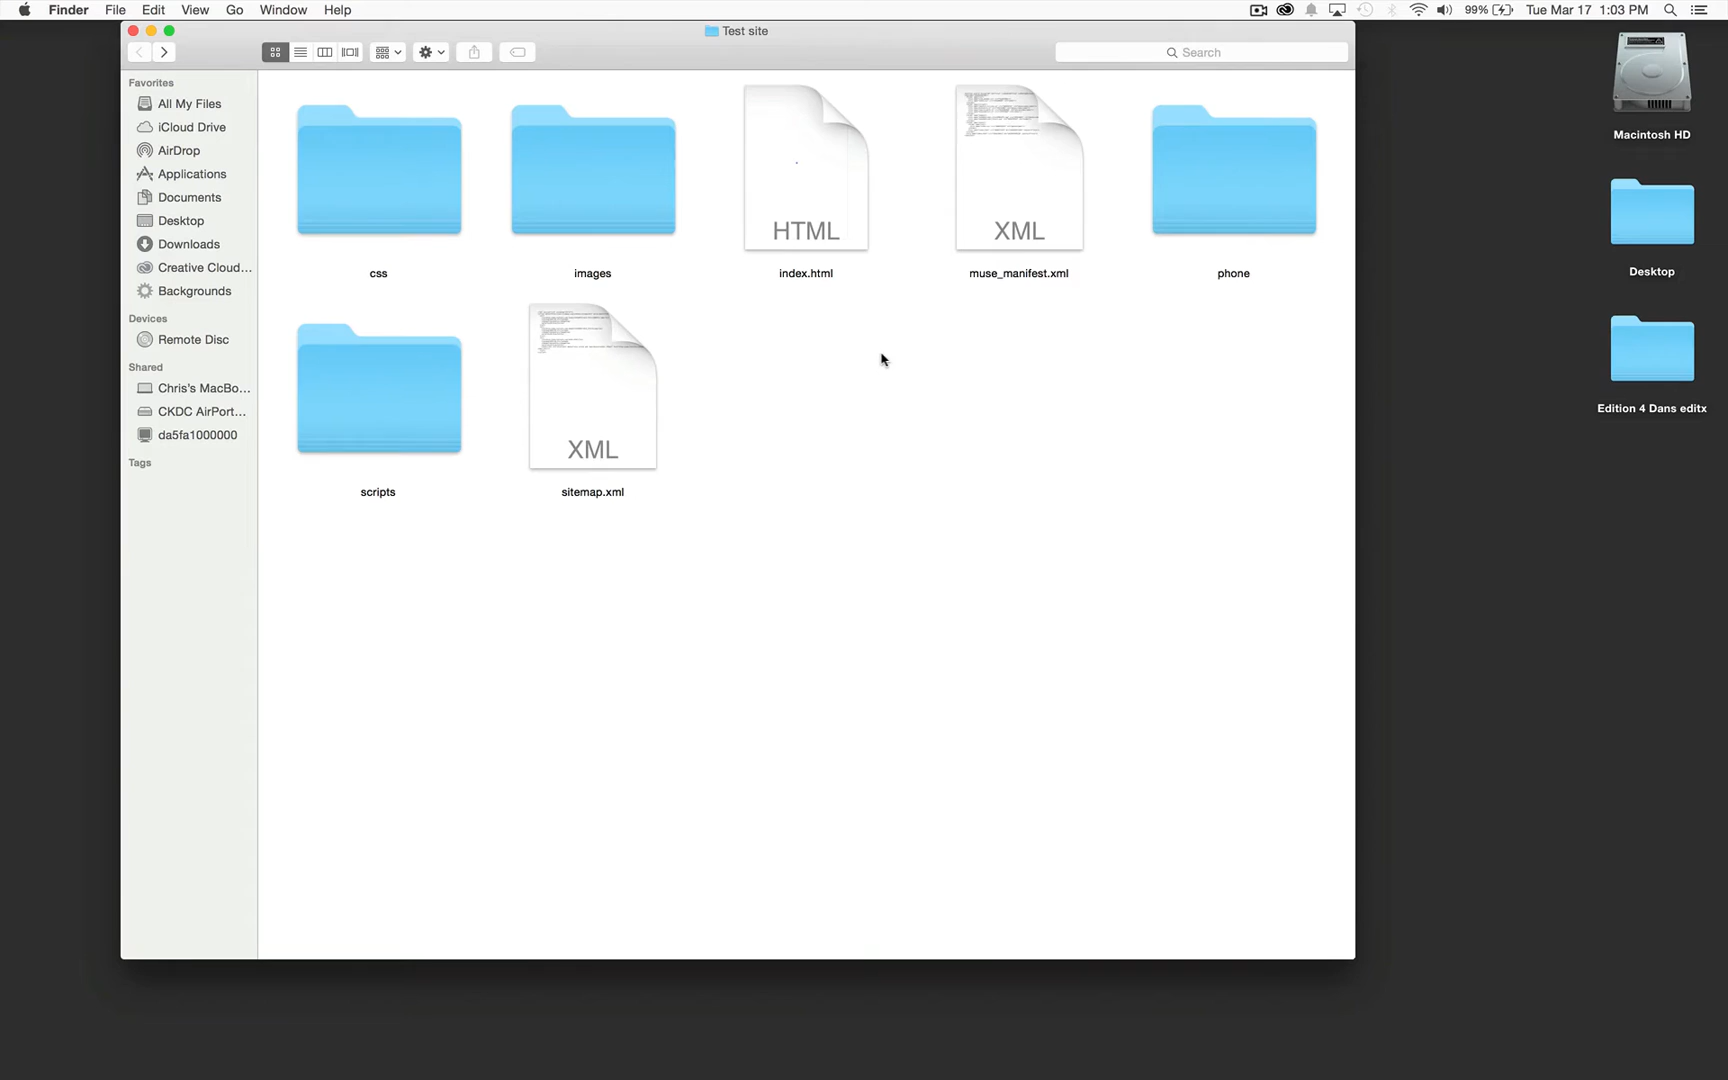 Finder File Edit View Go Window Help 99% Tue Mar 17 1:03 PM
Test site
Search
Favorites
All My Files
iCloud Drive
AirDrop
Applications
Documents
Desktop
Downloads
Creative Cloud...
Backgrounds
Devices
Remote Disc
Shared
Chris's MacBo...
CKDC AirPort...
da5fa1000000
Tags
HTML
XML
css
images
index.html
muse_manifest.xml
phone
XML
scripts
sitemap.xml
Macintosh HD
Desktop
Edition 4 Dans editx